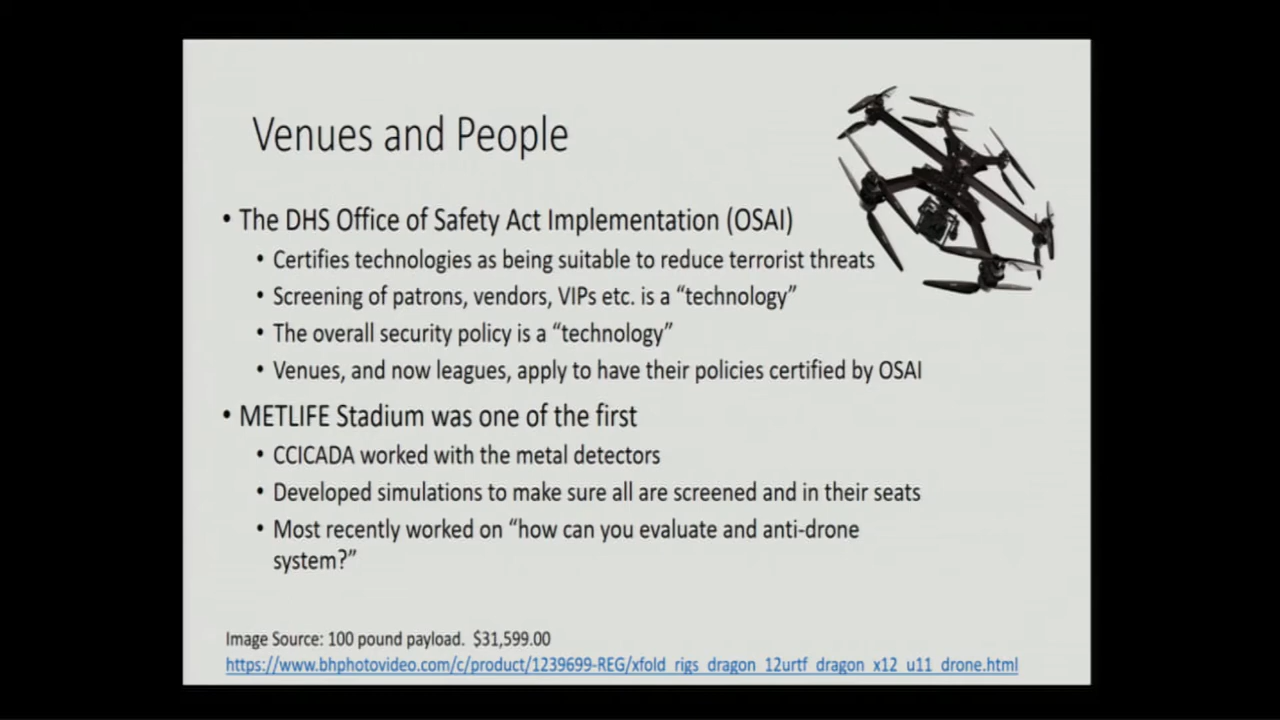 Venues and People
• The DHS Office of Safety Act Implementation (OSAI)
• Certifies technologies as being suitable to reduce terrorist threats
• Screening of patrons, vendors, VIPs etc. is a “technology”
• The overall security policy is a “technology”
• Venues, and now leagues, apply to have their policies certified by OSAI
• METLIFE Stadium was one of the first
• CCICADA worked with the metal detectors
• Developed simulations to make sure all are screened and in their seats
• Most recently worked on “how can you evaluate and anti-drone
system?”
Image Source: 100 pound payload. $31,599.00
https://www.bhphotovideo.com/c/product/1239699-REG/xfold_rigs_dragon_12urtf_dragon_x12_u11_drone.html